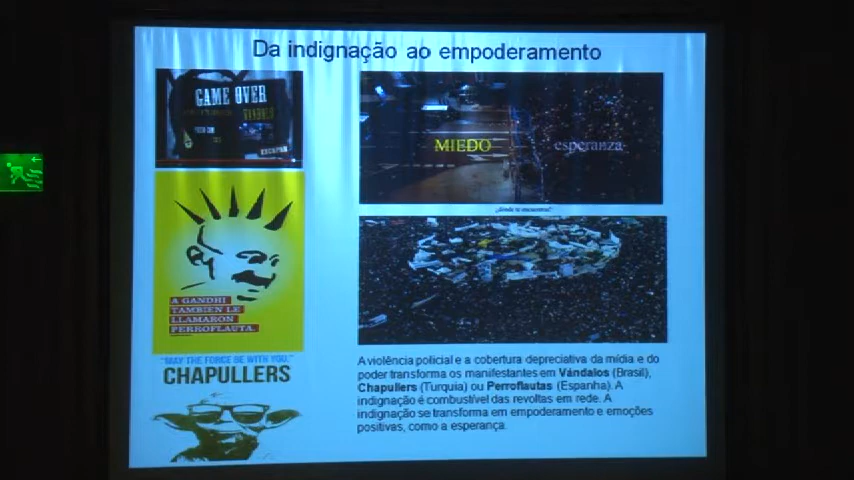 Da indignação ao empoderamento
GAME OVER
MIEDO
esperanza
A GANDHI
TAMBIEN LE
LLAMARON
PERROFLAUTA.
"MAY THE FORCE BE WITH YOU."
CHAPULLERS
A violência policial e a cobertura depreciativa da mídia e do
poder transforma os manifestantes em Vándalos (Brasil),
Chapullers (Turquia) ou Perroflautas (Espanha). A
indignação é combustível das revoltas em rede. A
indignação se transforma em empoderamento e emoções
positivas, como a esperança.